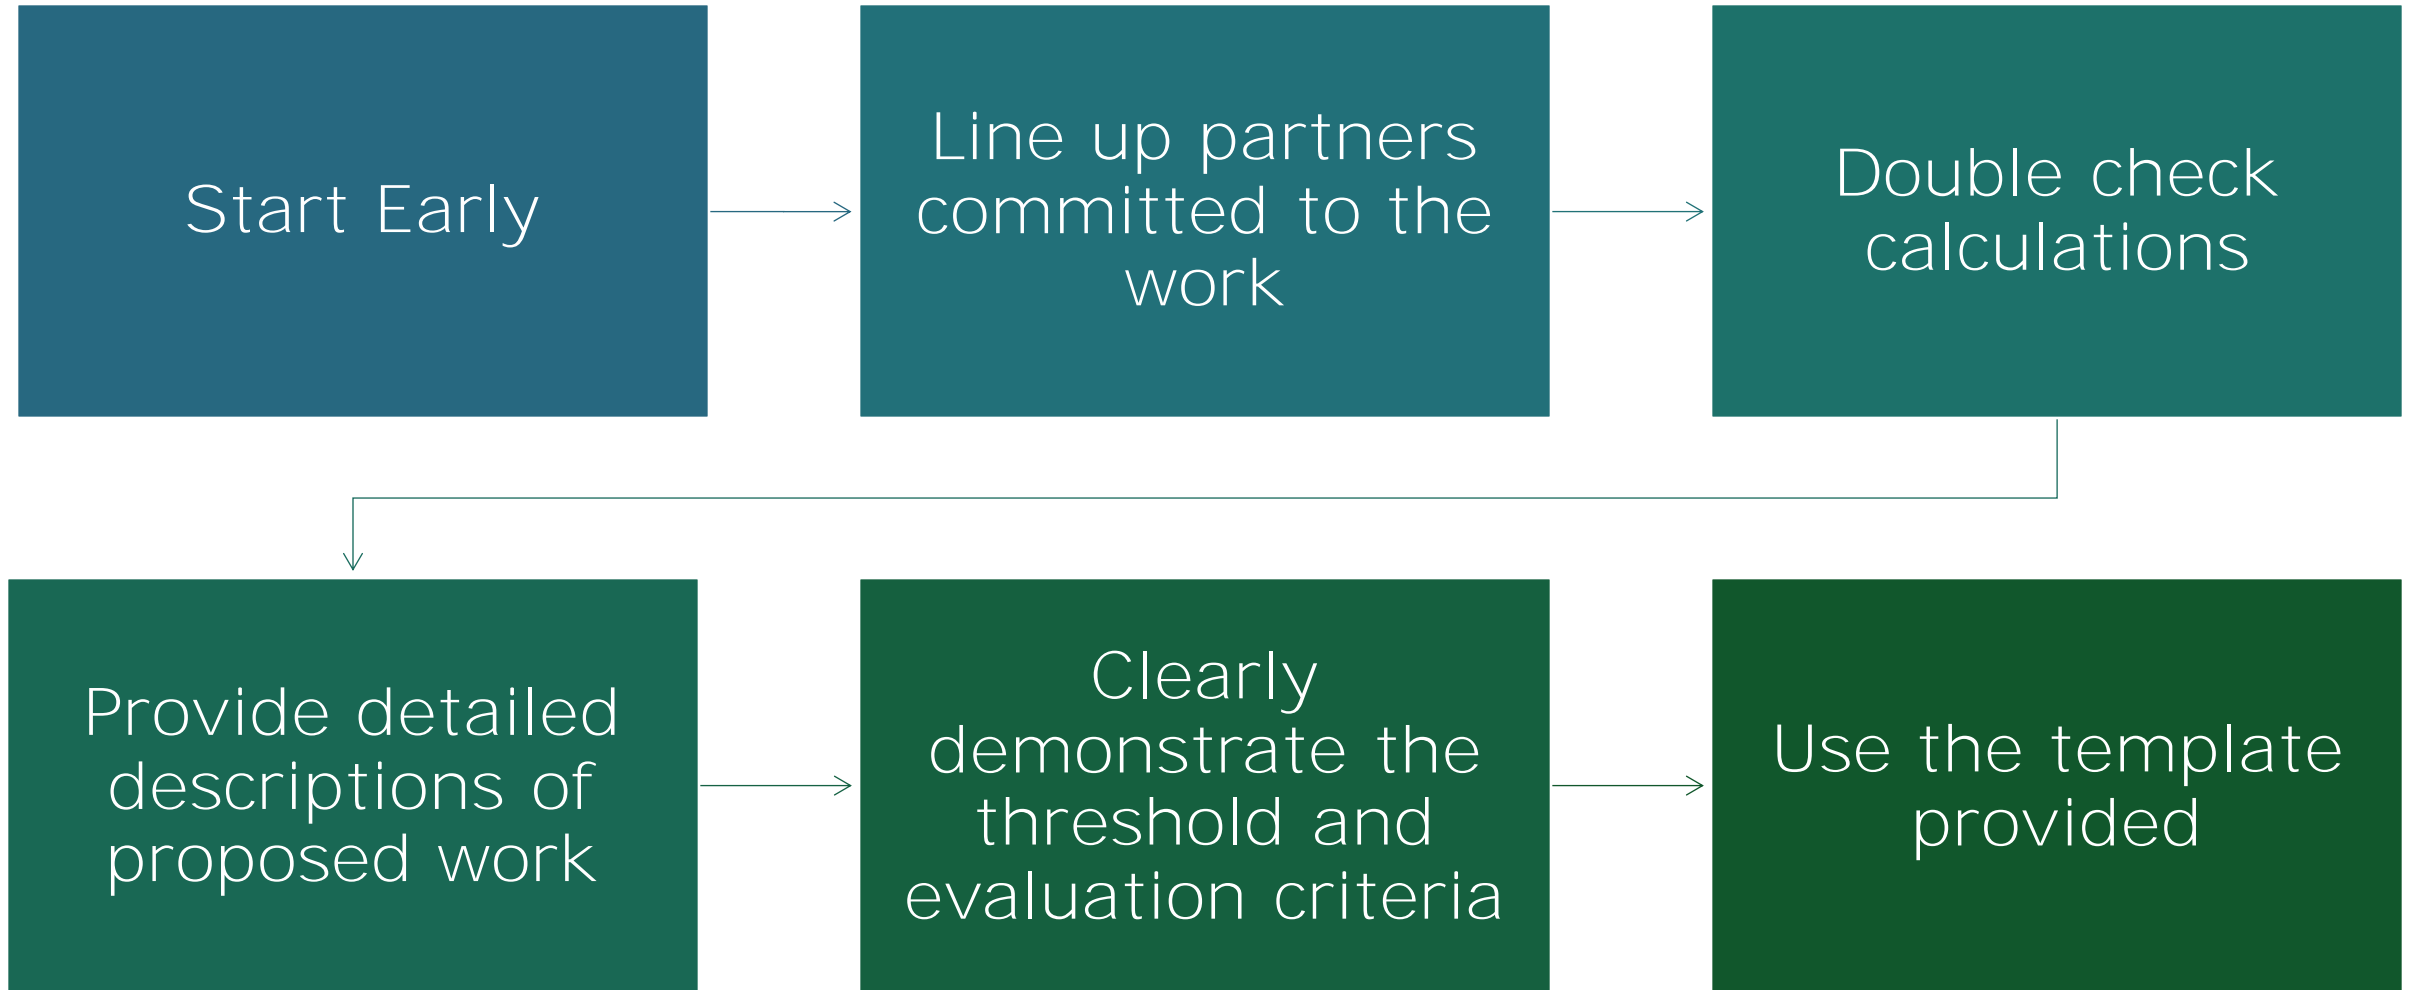 Start Early
Line up partners
committed to the
work
Double check
calculations
Provide detailed
descriptions of
proposed work
Clearly
demonstrate the
threshold and
evaluation criteria
Use the template
provided